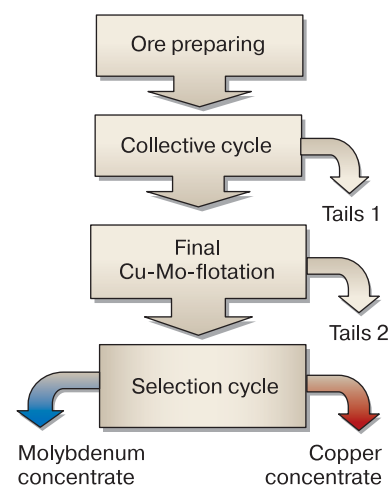 Ore preparing
Collective cycle
Tails 1
Final
Cu-Mo-flotation
Tails 2
Selection cycle
Molybdenum
concentrate
Copper
concentrate